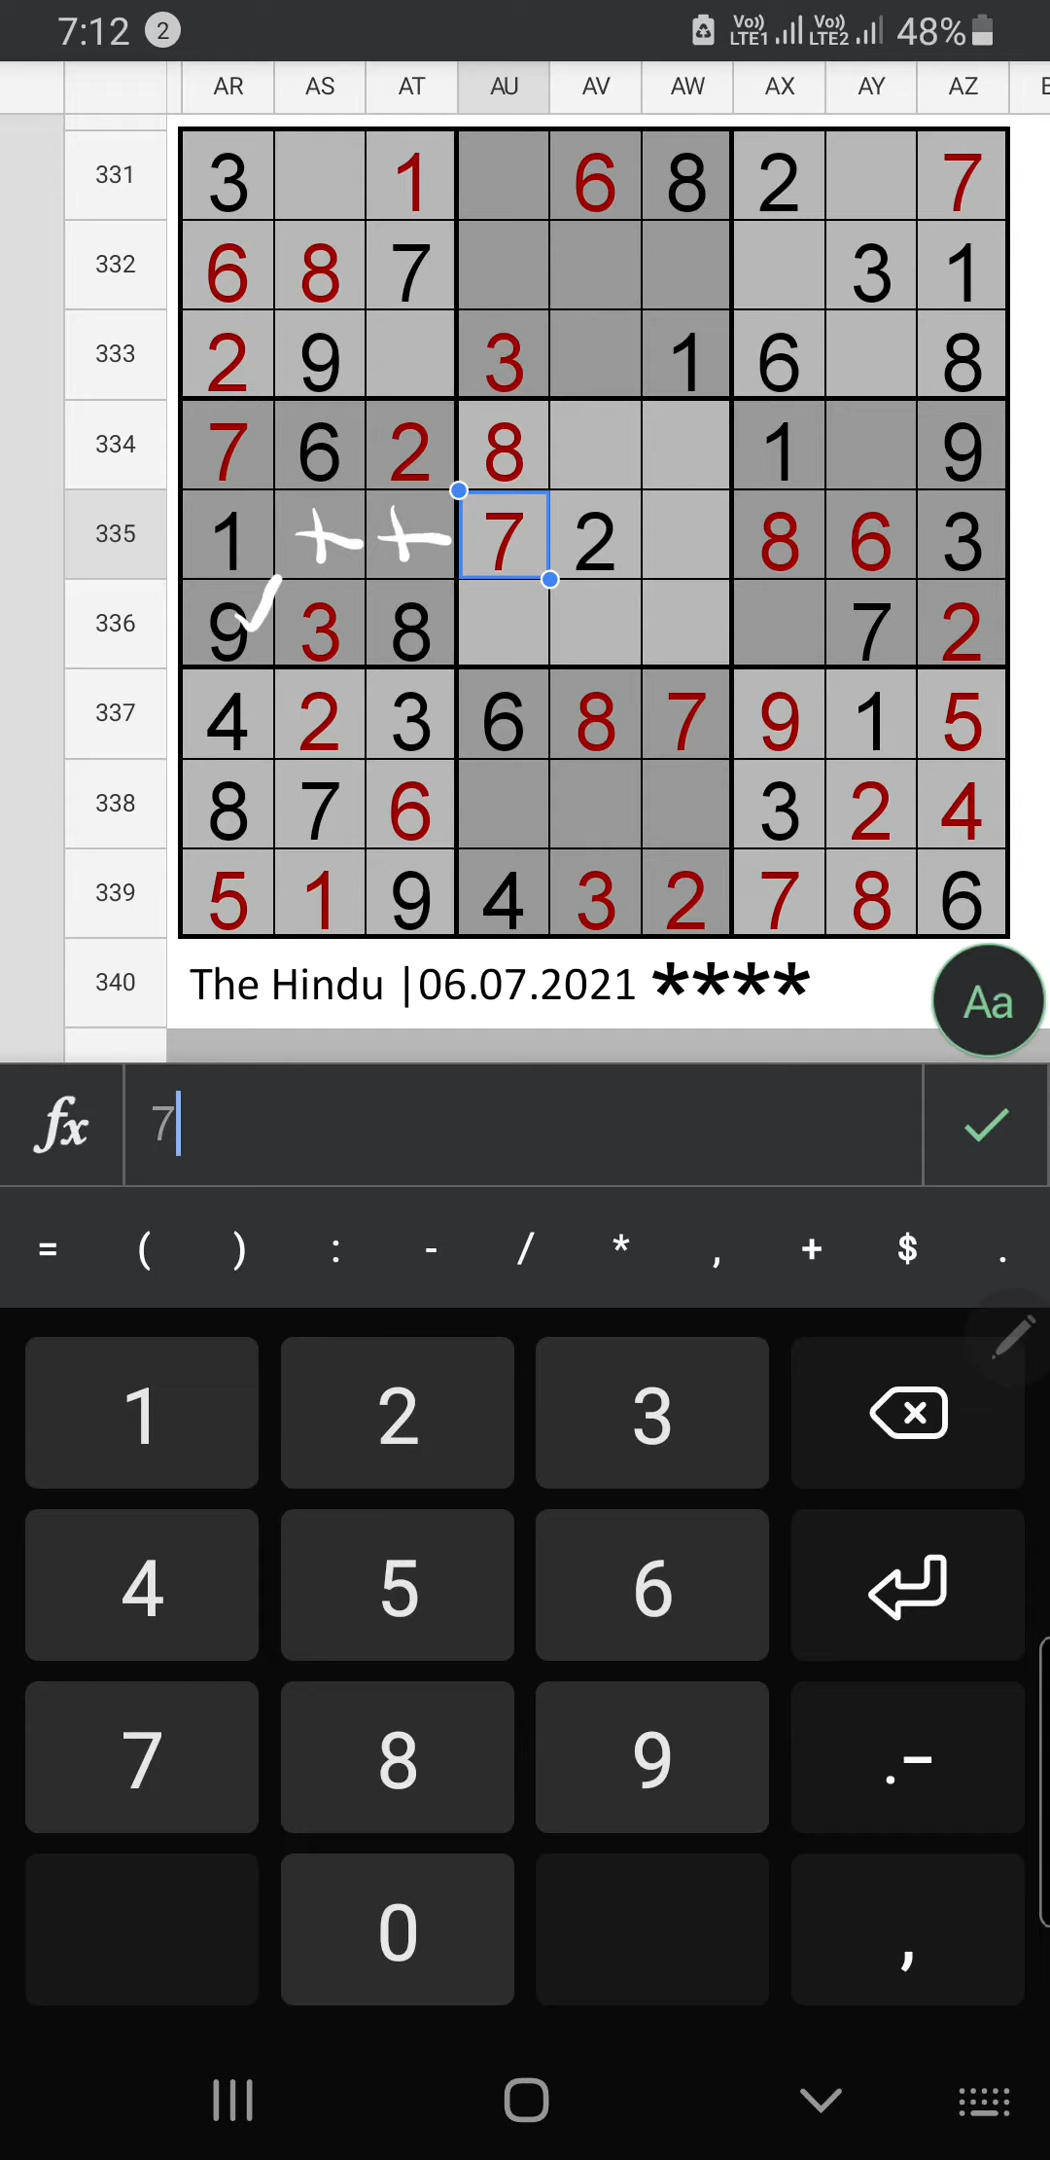 7:12 2 Vo)) LTE1 Vo)) LTE2 48%
AR AS AT AU AV AW AX AY AZ
331 3 1 6 8 2 7
332 6 8 7 3 1
333 2 9 3 1 6 8
334 7 6 2 8 1 9
335 1 7 2 8 6 3
336 9 3 8 7 2
337 4 2 3 6 8 7 9 1 5
338 8 7 6 3 2 4
339 5 1 9 4 3 2 7 8 6
340 The Hindu |06.07.2021 ****
Aa
fx 7
= ( ) : - / * , + $ .
1 2 3
4 5 6
7 8 9 .-
0 ,